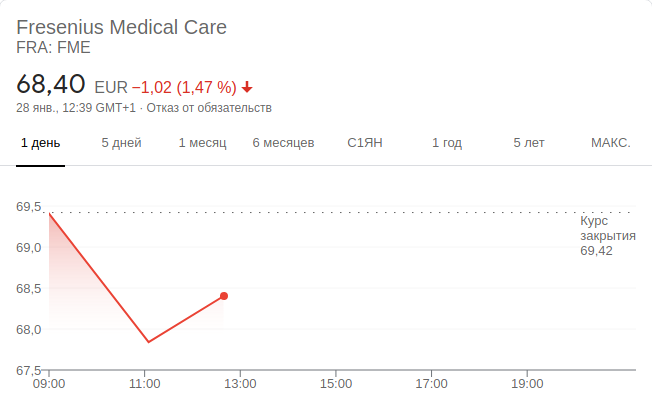 Fresenius Medical Care
FRA: FME
68,40 EUR −1,02 (1,47 %)
28 янв., 12:39 GMT+1 · Отказ от обязательств
1 день 5 дней 1 месяц 6 месяцев С1ЯН 1 год 5 лет МАКС.
69,5
Курс
закрытия
69,42
69,0
68,5
68,0
67,5
09:00 11:00 13:00 15:00 17:00 19:00